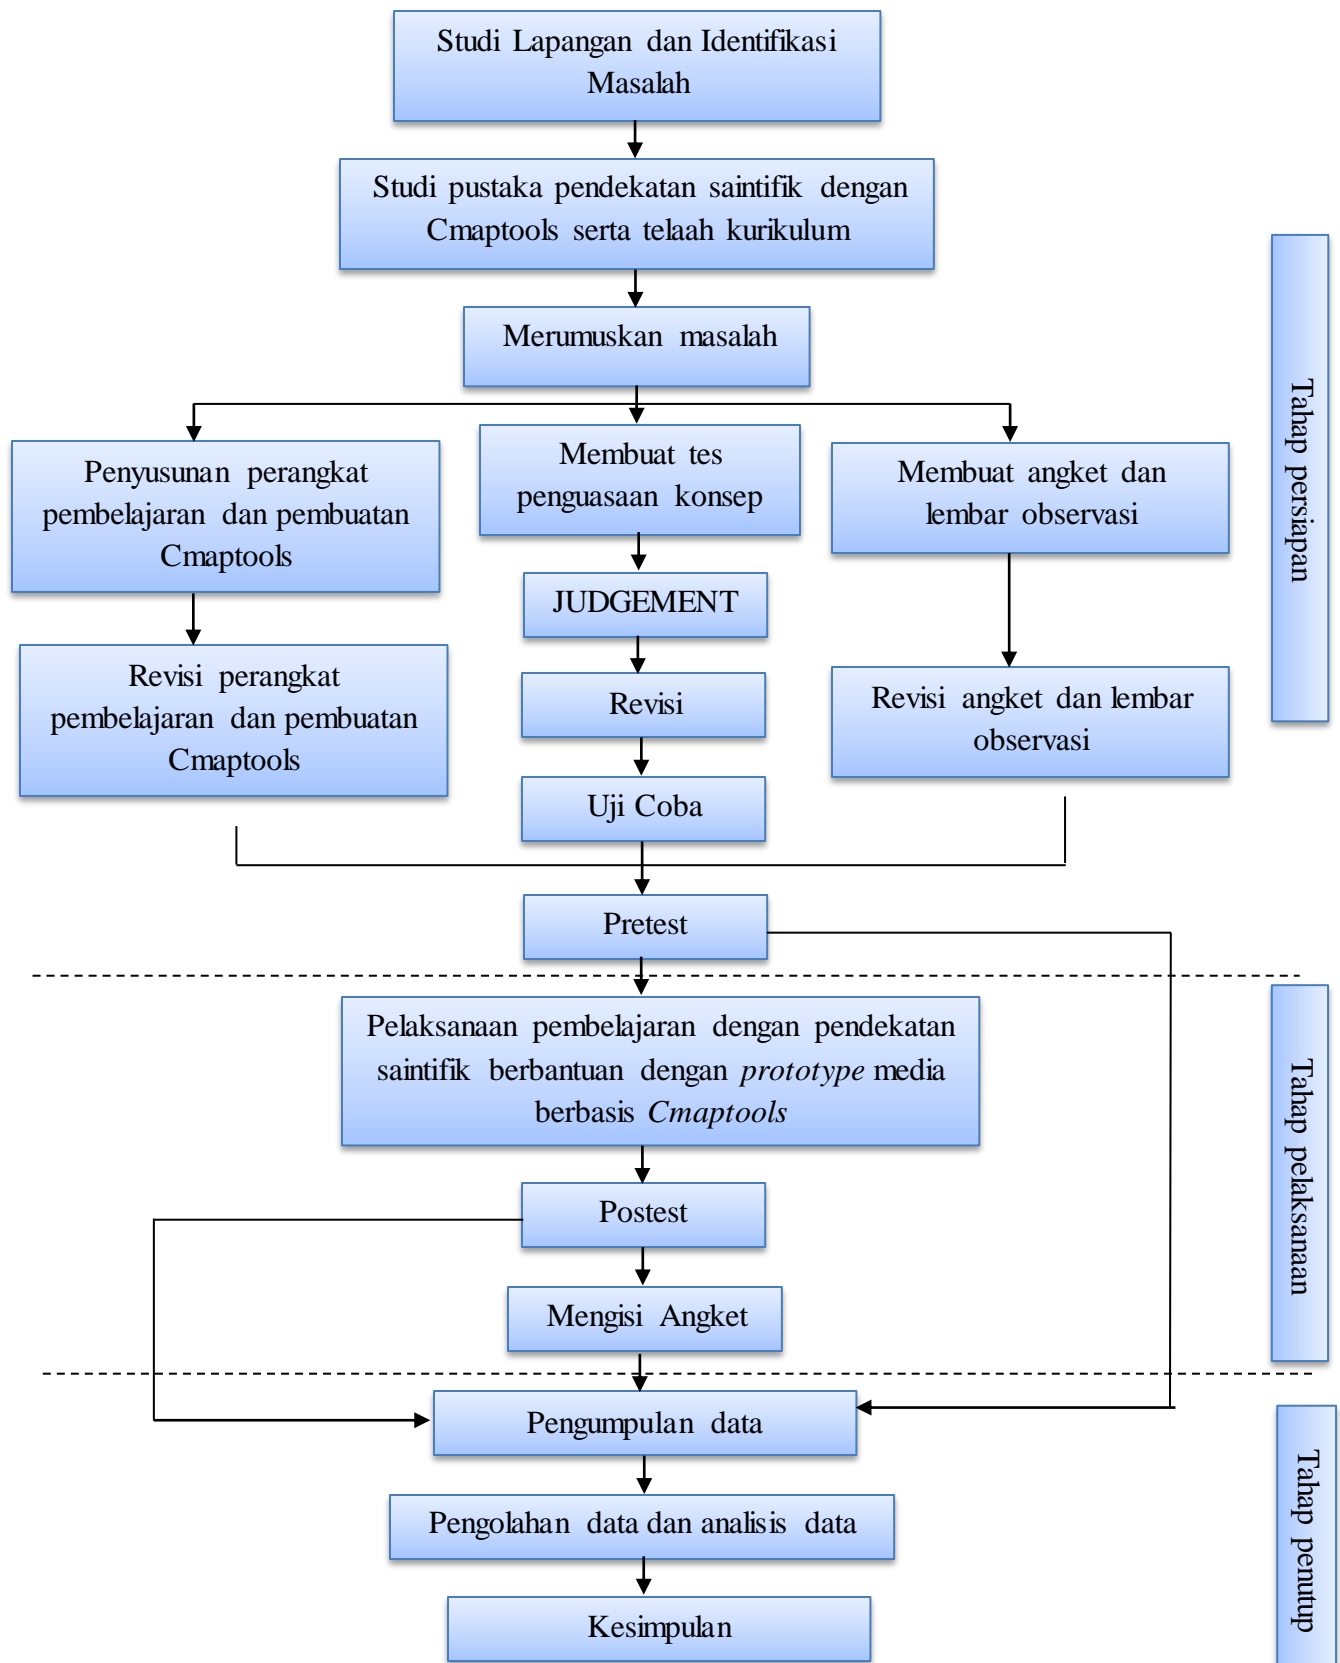 Studi Lapangan dan Identifikasi
Masalah
Studi pustaka pendekatan saintifik dengan
Cmaptools serta telaah kurikulum
Merumuskan masalah
Tahap persiapan
Penyusunan perangkat
pembelajaran dan pembuatan
Cmaptools
Membuat tes
penguasaan konsep
Membuat angket dan
lembar observasi
JUDGEMENT
Revisi perangkat
pembelajaran dan pembuatan
Cmaptools
Revisi
Revisi angket dan lembar
observasi
Uji Coba
Pretest
Pelaksanaan pembelajaran dengan pendekatan
saintifik berbantuan dengan prototype media
berbasis Cmaptools
Tahap pelaksanaan
Postest
Mengisi Angket
Pengumpulan data
Tahap penutup
Pengolahan data dan analisis data
Kesimpulan